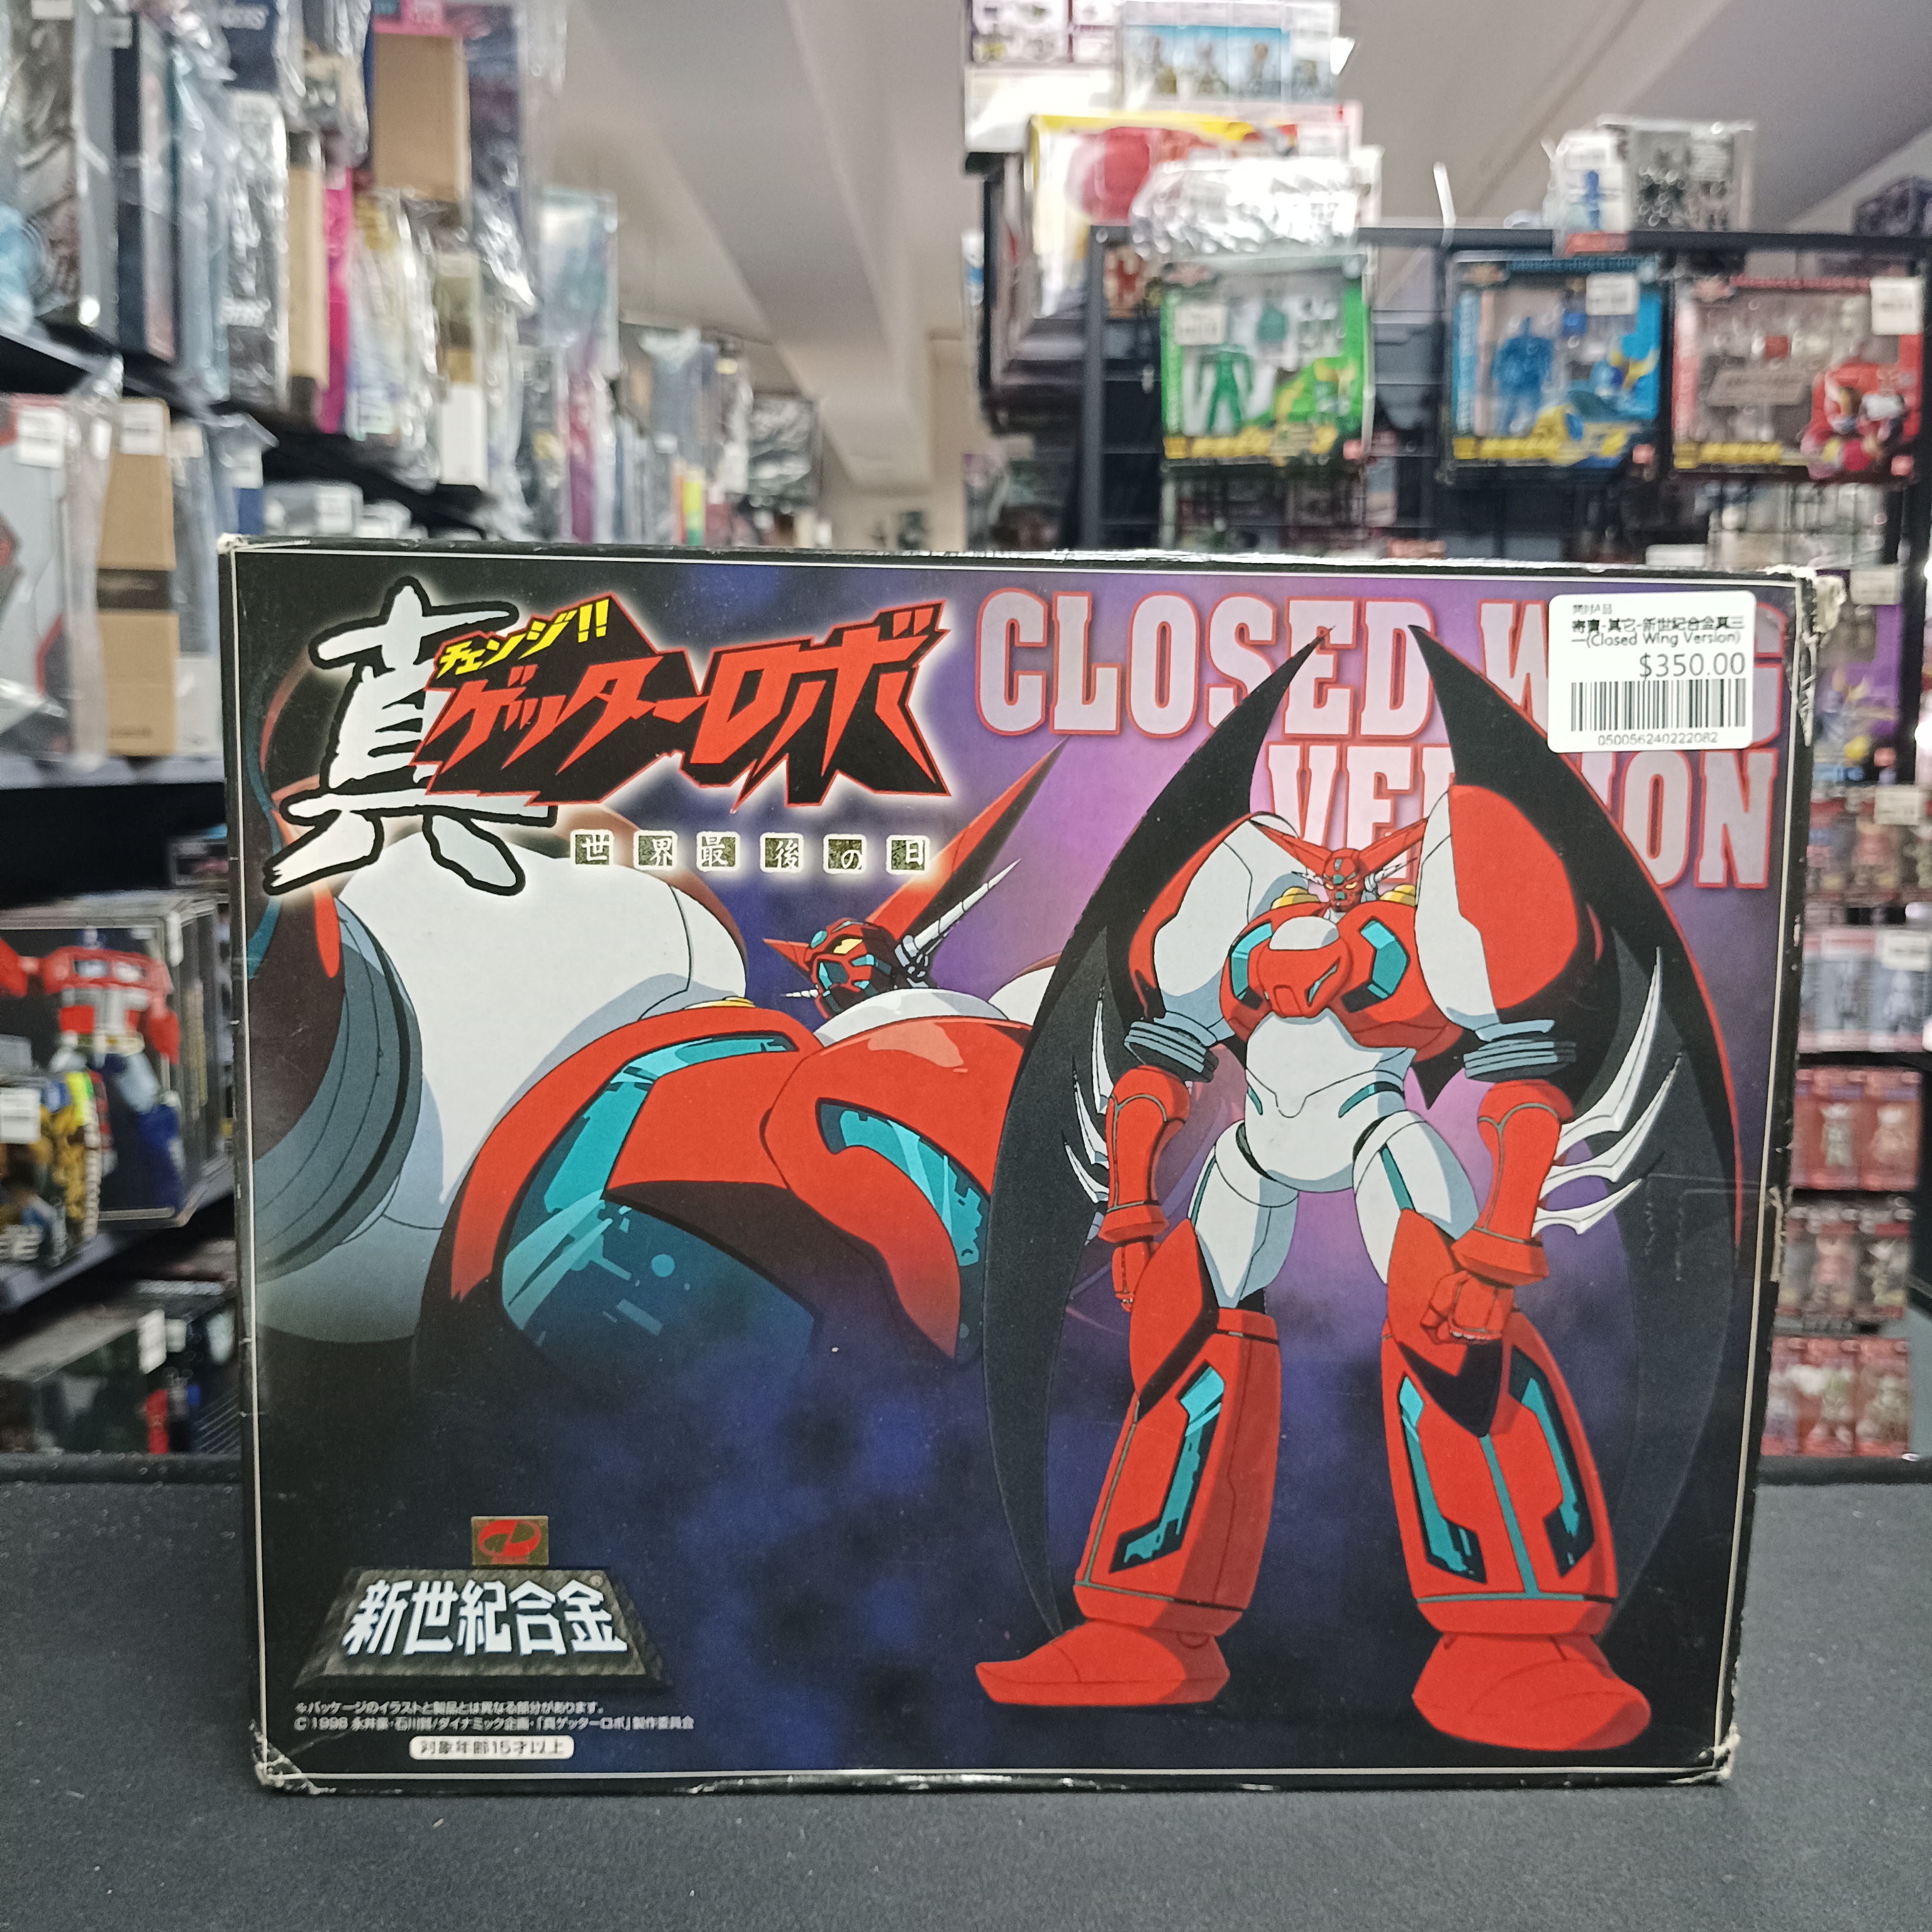 真
チェンジ!!
ゲッターロボ
世界最後の日
CLOSED W G
VE ION
寄賣-其它-新世紀合金真三
一(Closed Wing Version)
$350.00
050056240222082
新世紀合金
※パッケージのイラストと製品とは異なる部分があります。
© 1998 永井豪・石川賢/ダイナミック企画・「真ゲッターロボ」製作委員会
対象年齢15才以上